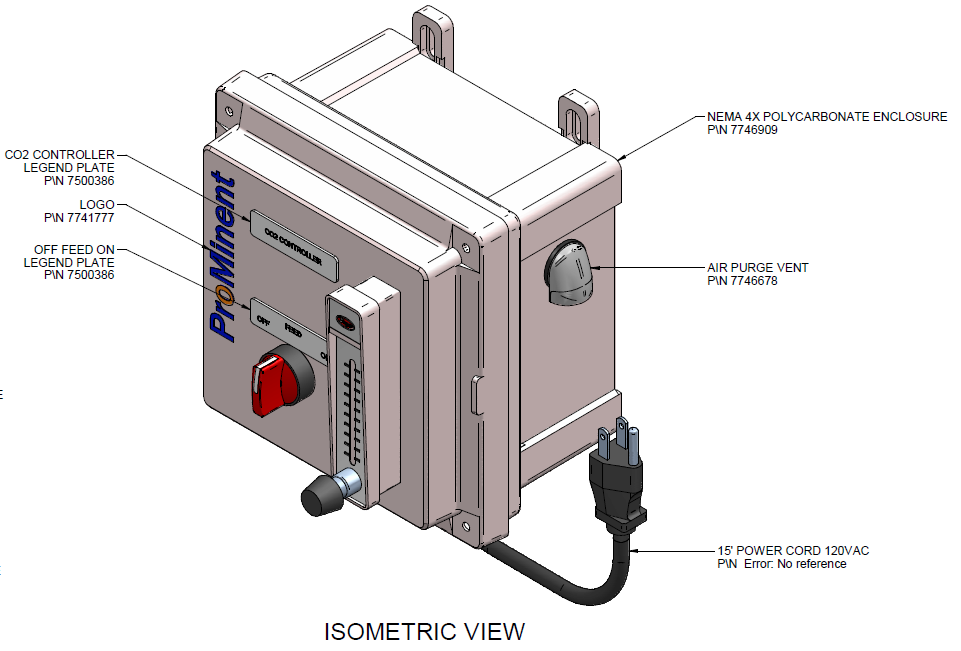 NEMA 4X POLYCARBONATE ENCLOSURE
P\N 7746909
CO2 CONTROLLER
LEGEND PLATE
P\N 7500386
LOGO
P\N 7741777
OFF FEED ON
LEGEND PLATE
P\N 7500386
ProMinent
CO2 CONTROLLER
OFF FEED
AIR PURGE VENT
P\N 7746678
E
15' POWER CORD 120VAC
P\N Error: No reference
ISOMETRIC VIEW